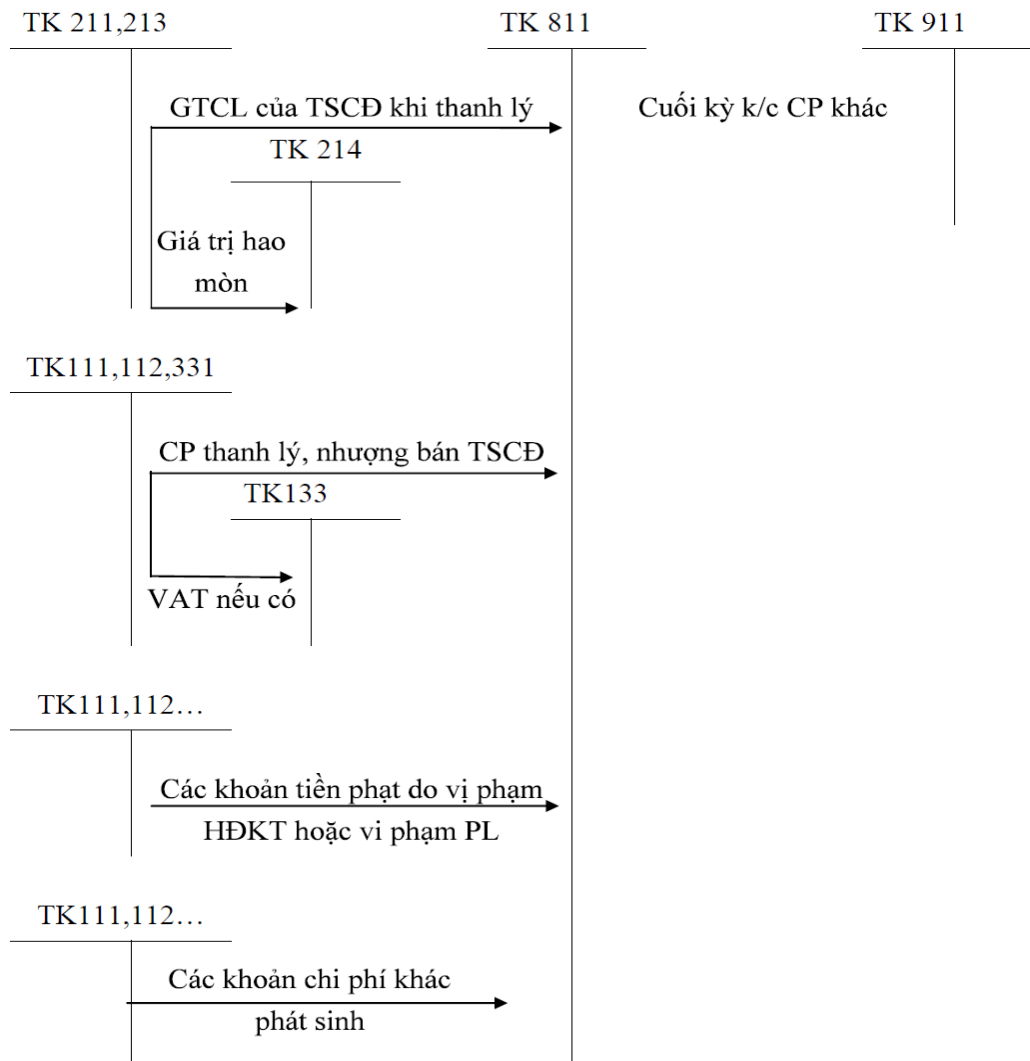 TK 211,213
TK 811
TK 911
GTCL của TSCĐ khi thanh lý
Cuối kỳ k/c CP khác
TK 214
Giá trị hao
mòn
TK111,112,331
CP thanh lý, nhượng bán TSCĐ
TK133
VAT nếu có
TK111,112…
Các khoản tiền phạt do vị phạm
HĐKT hoặc vi phạm PL
TK111,112…
Các khoản chi phí khác
phát sinh